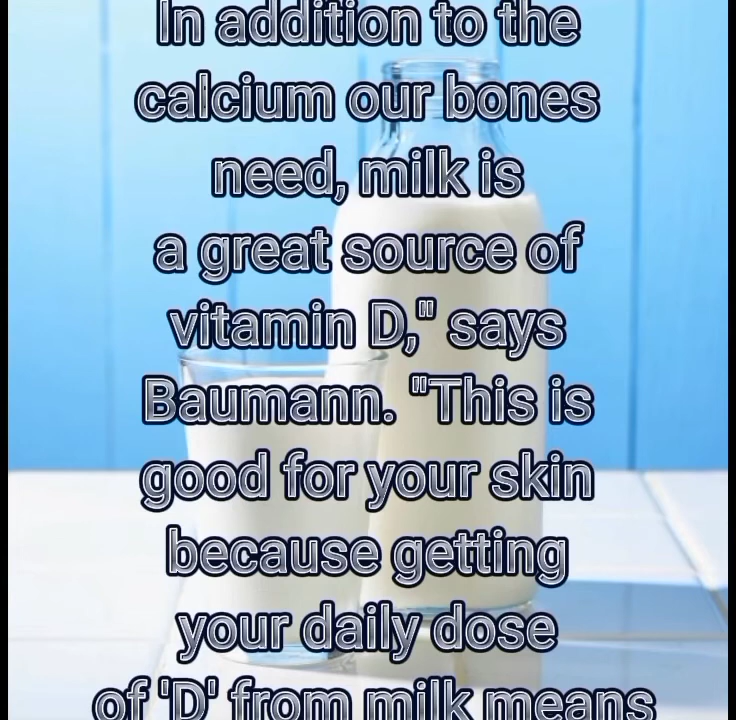 In addition to the
calcium our bones
need, milk is
a great source of
vitamin D," says
Baumann. "This is
good for your skin
because getting
your daily dose
of 'D' from milk means